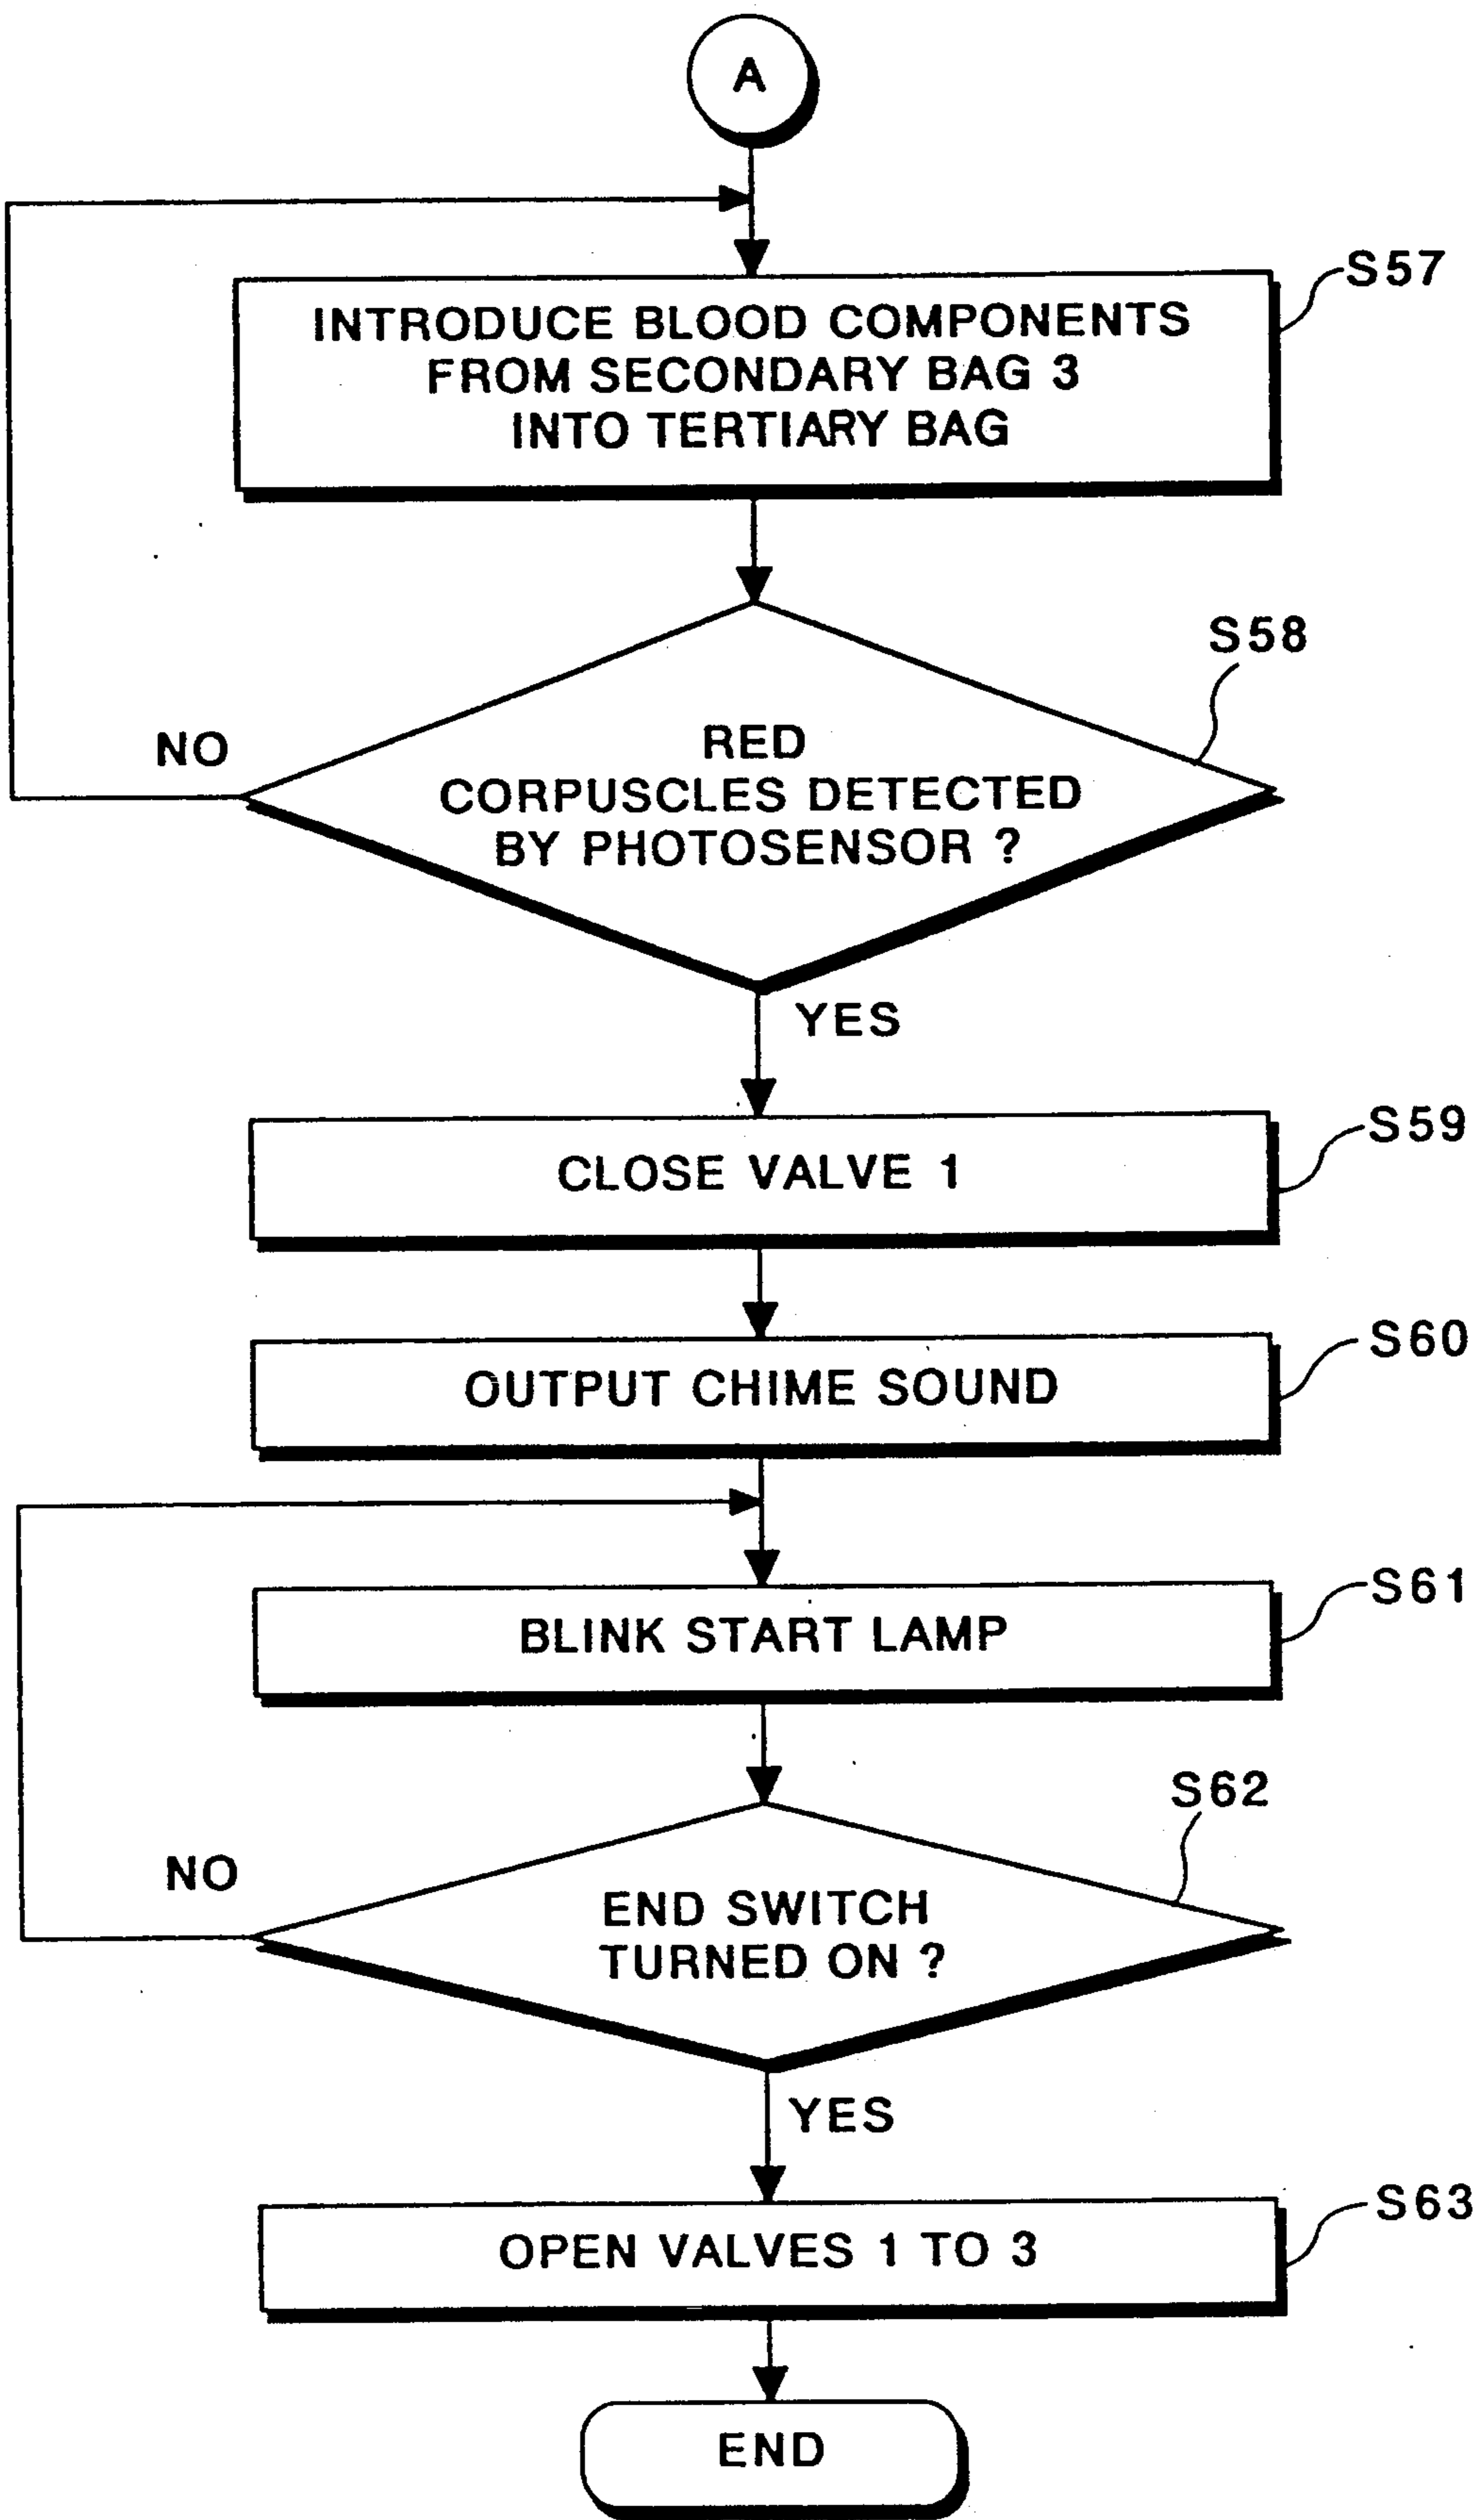 A
S57
INTRODUCE BLOOD COMPONENTS
FROM SECONDARY BAG 3
INTO TERTIARY BAG
S58
NO
RED
CORPUSCLES DETECTED
BY PHOTOSENSOR ?
YES
S59
CLOSE VALVE 1
S60
OUTPUT CHIME SOUND
S61
BLINK START LAMP
S62
NO
END SWITCH
TURNED ON ?
YES
S63
OPEN VALVES 1 TO 3
END